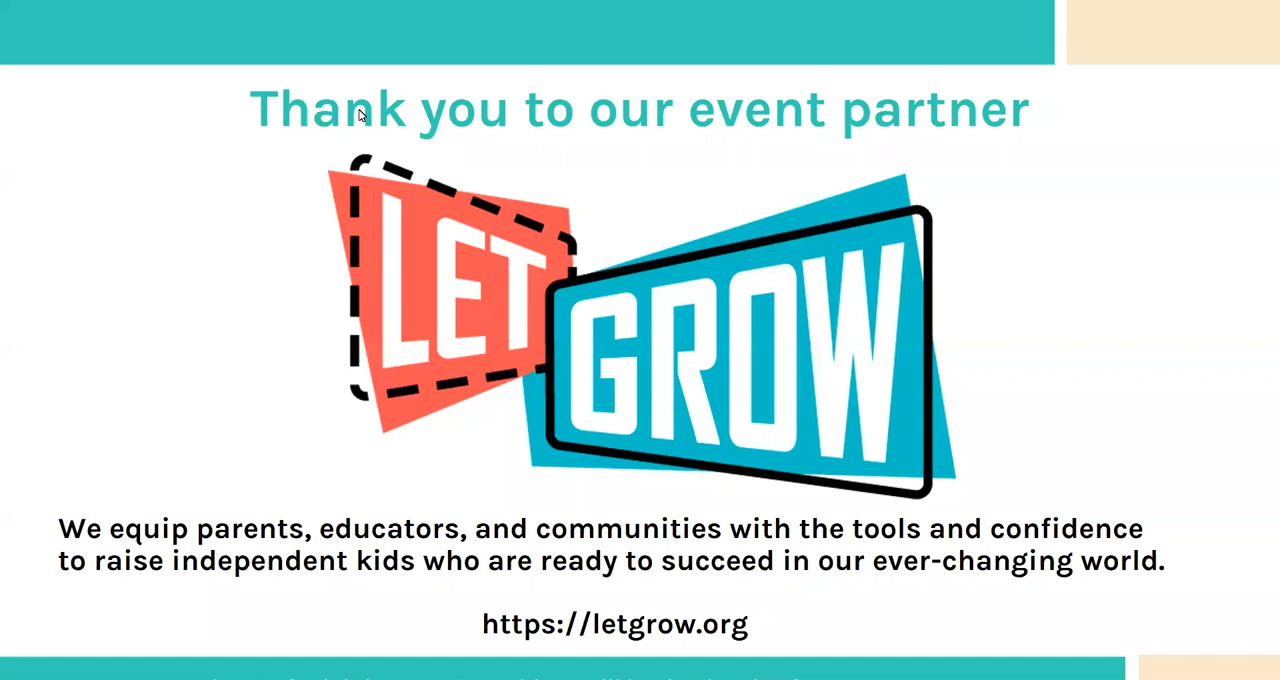 Thank you to our event partner
LET
GROW
We equip parents, educators, and communities with the tools and confidence
to raise independent kids who are ready to succeed in our ever-changing world.
https://letgrow.org